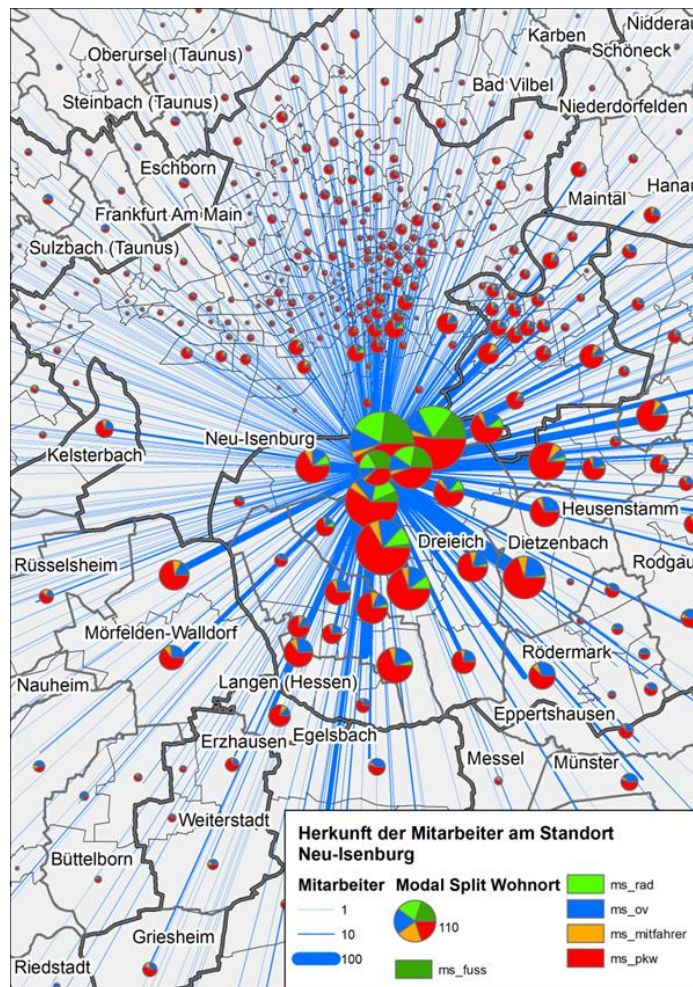 Karben
Nidderau
Oberursel (Taunus)
Schöneck
Bad Vilbel
Steinbach (Taunus)
Niederdorfelden
Eschborn
Maintal
Hanau
Frankfurt Am Main
Sulzbach (Taunus)
Neu-Isenburg
Kelsterbach
Heusenstamm
Dreieich
Dietzenbach
Rüsselsheim
Rodgau
Mörfelden-Walldorf
Rödermark
Nauheim
Langen (Hessen)
Eppertshausen
Egelsbach
Erzhausen
Messel
Münster
Weiterstadt
Büttelborn
Griesheim
Riedstadt
Herkunft der Mitarbeiter am Standort
Neu-Isenburg
Mitarbeiter Modal Split Wohnort
1
10
100
110
ms_fuss
ms_rad
ms_ov
ms_mitfahrer
ms_pkw